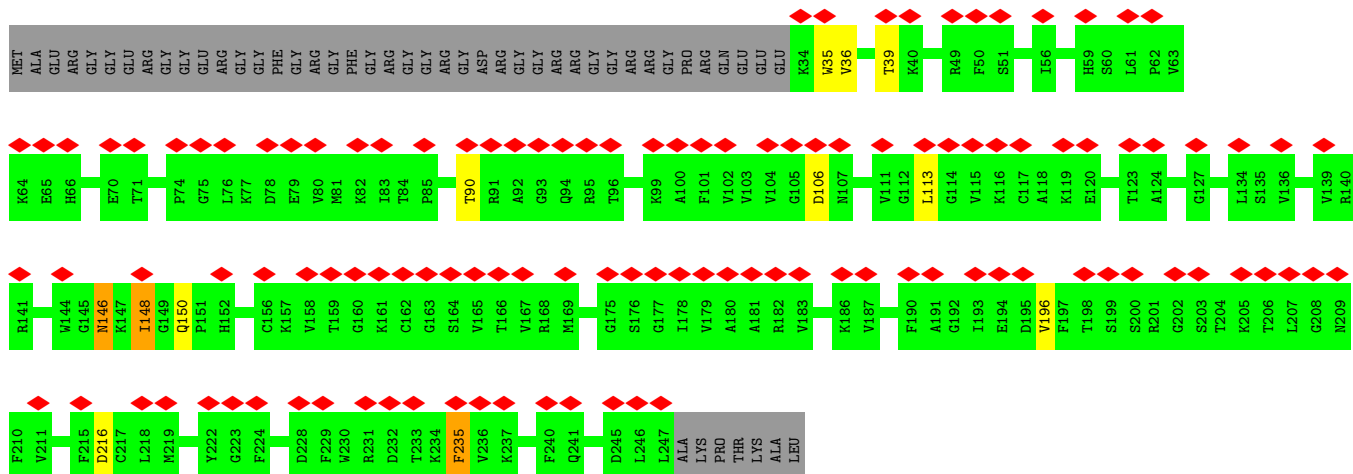 MET ALA GLU ARG GLY GLY GLU ARG GLY GLY GLU ARG GLY GLY PHE GLY ARG GLY PHE GLY ARG GLY GLY ARG GLY ASP ARG GLY GLY ARG ARG GLY GLY ARG ARG GLY PRO ARG GLN GLU GLU GLU K34 W35 V36 T39 K40 R49 F50 S51 I56 H59 S60 L61 P62 V63
K64 E65 H66 E70 T71 P74 G75 L76 K77 D78 E79 V80 M81 K82 I83 T84 P85 T90 R91 A92 G93 Q94 R95 T96 K99 A100 F101 V102 V103 V104 G105 D106 N107 V111 G112 L113 G114 V115 K116 C117 A118 K119 E120 T123 A124 G127 L134 S135 V136 V139 R140
R141 W144 G145 N146 K147 I148 G149 Q150 P151 H152 C156 K157 V158 T159 G160 K161 C162 G163 S164 V165 T166 V167 R168 M169 G175 S176 G177 I178 V179 A180 A181 R182 V183 K186 V187 F190 A191 G192 I193 E194 D195 V196 F197 T198 S199 S200 R201 G202 S203 T204 K205 T206 L207 G208 N209
F210 V211 F215 D216 C217 L218 M219 Y222 G223 F224 D228 F229 W230 R231 D232 T233 K234 F235 V236 K237 F240 Q241 D245 L246 L247 ALA LYS PRO THR LYS ALA LEU